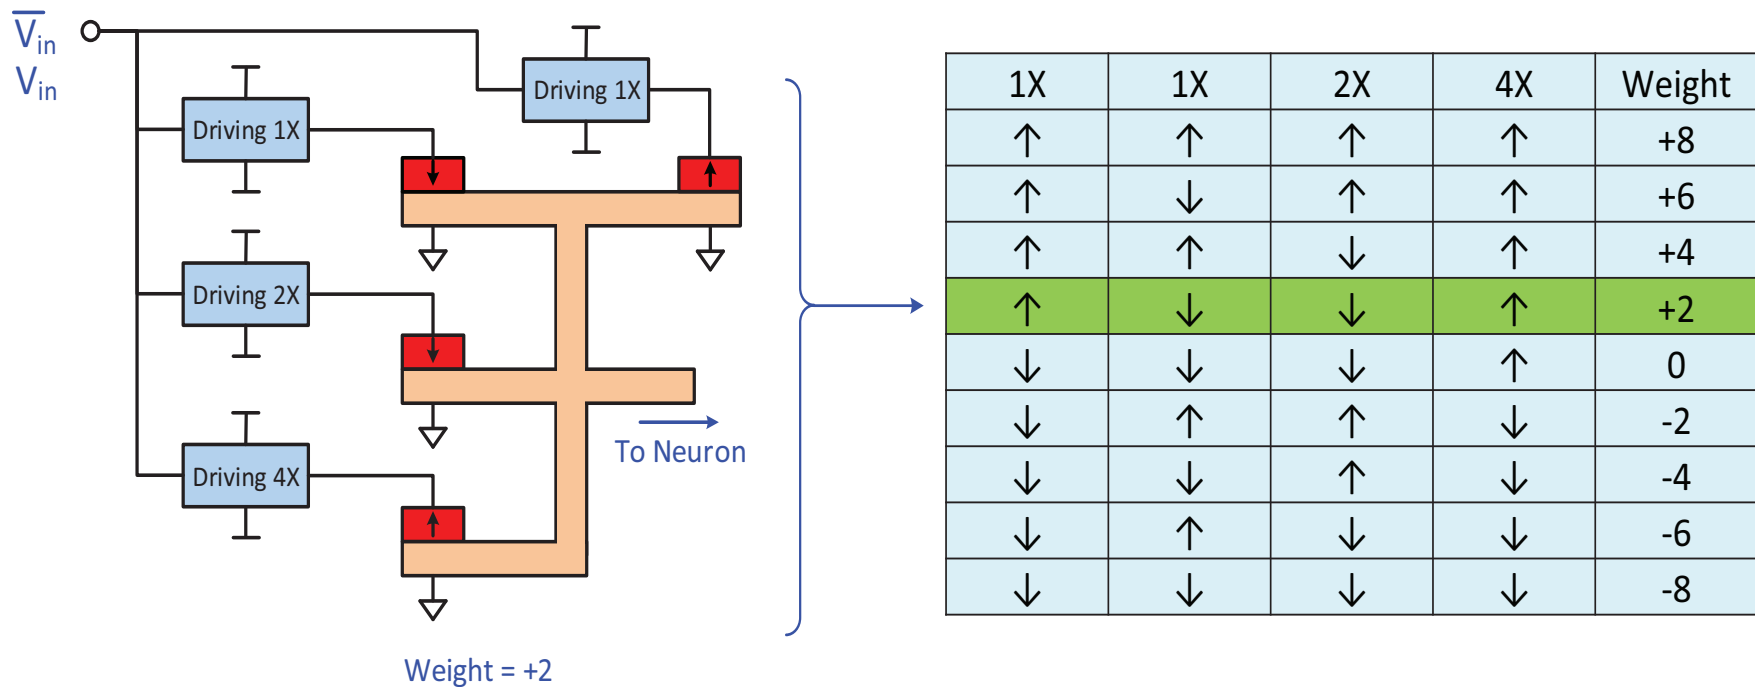 V̅in
Vin
Driving 1X
Driving 1X
Driving 2X
Driving 4X
To Neuron
Weight = +2
1X 1X 2X 4X Weight
↑ ↑ ↑ ↑ +8
↑ ↓ ↑ ↑ +6
↑ ↑ ↓ ↑ +4
↑ ↓ ↓ ↑ +2
↓ ↓ ↓ ↑ 0
↓ ↑ ↑ ↓ -2
↓ ↓ ↑ ↓ -4
↓ ↑ ↓ ↓ -6
↓ ↓ ↓ ↓ -8